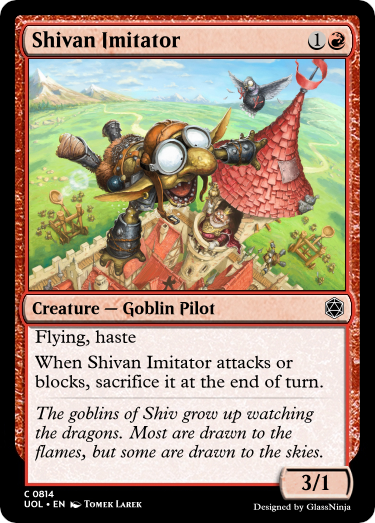 Shivan Imitator 1
Creature — Goblin Pilot
Flying, haste
When Shivan Imitator attacks or
blocks, sacrifice it at the end of turn.
The goblins of Shiv grow up watching
the dragons. Most are drawn to the
flames, but some are drawn to the skies.
3/1
C 0814
UOL • EN Tomek Larek
Designed by GlassNinja